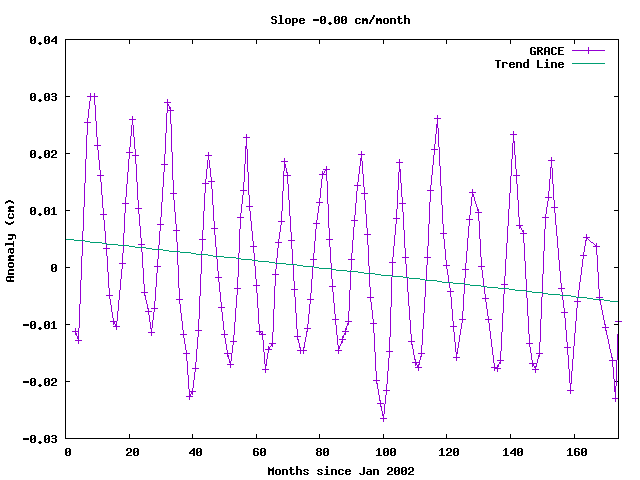 Slope -0.00 cm/month
GRACE
Trend Line
0.04
0.03
0.02
0.01
0
-0.01
-0.02
-0.03
Anomaly (cm)
0 20 40 60 80 100 120 140 160
Months since Jan 2002